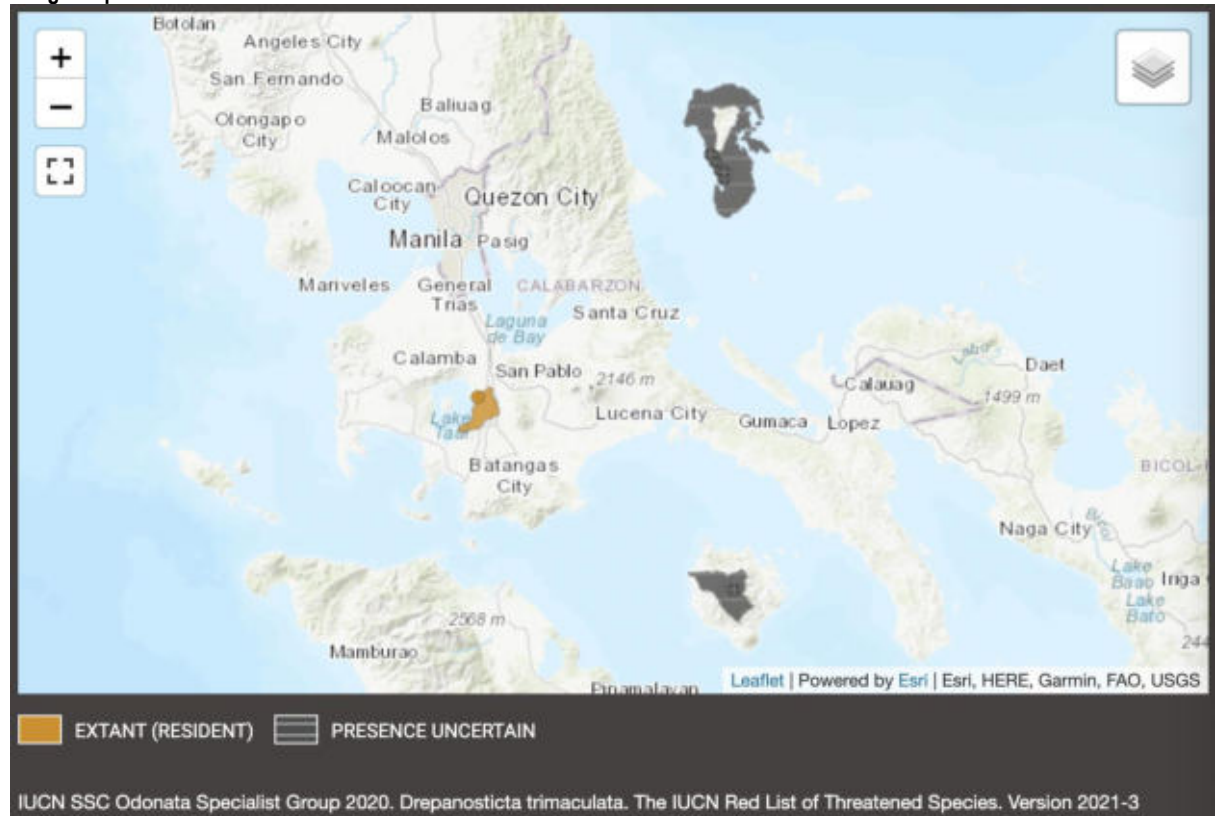 Botolan
Angeles City
San Fernando
Baliuag
Olongapo
City
Malolos
Caloocan
City
Quezon City
Manila
Pasig
Mariveles
General
Trias
CALABARZON
Laguna
de Bay
Santa Cruz
Calamba
San Pablo
2146 m
Daet
Calauag
1499 m
Lake
Taal
Lucena City
Gumaca
Lopez
Batangas
City
Naga City
Lake
Baao
Iriga
Lake
Bato
2568 m
Mamburao
Pinamalayan
Leaflet | Powered by Esri | Esri, HERE, Garmin, FAO, USGS
EXTANT (RESIDENT)
PRESENCE UNCERTAIN
IUCN SSC Odonata Specialist Group 2020. Drepanosticta trimaculata. The IUCN Red List of Threatened Species. Version 2021-3